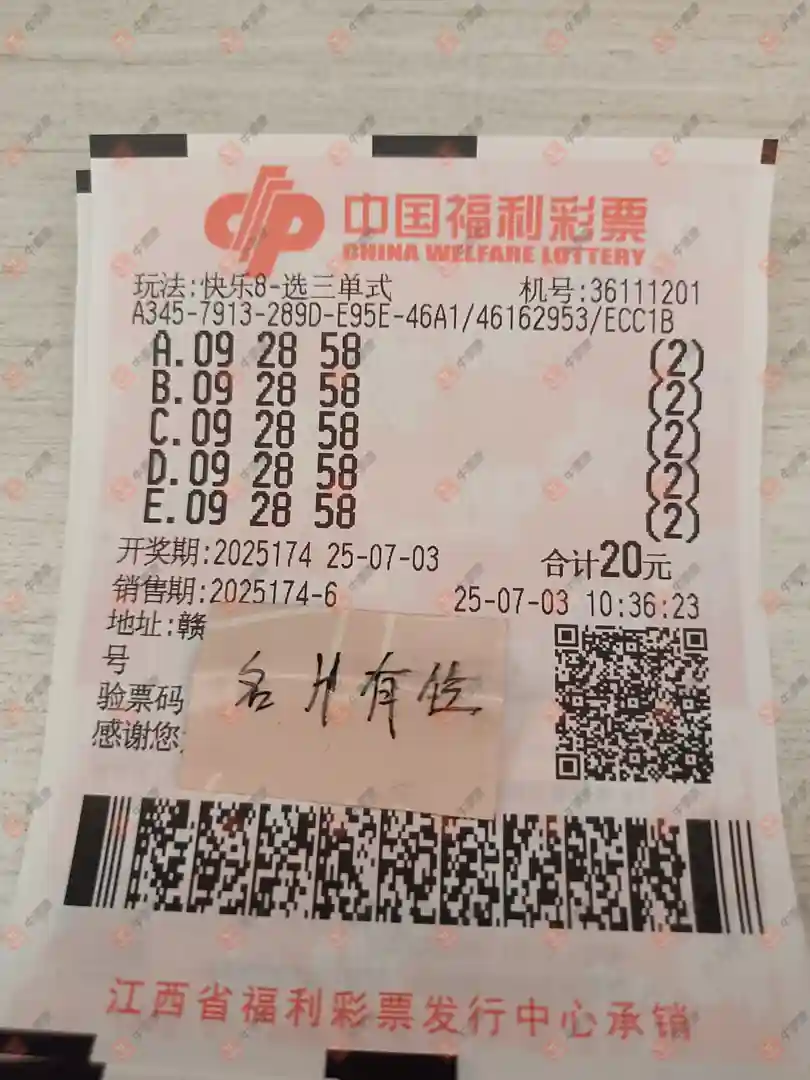 中国福利彩票
CHINA WELFARE LOTTERY
玩法:快乐8-选三单式 机号:36111201
A345-7913-289D-E95E-46A1/46162953/ECC1B
A.09 28 58 (2)
B.09 28 58 (2)
C.09 28 58 (2)
D.09 28 58 (2)
E.09 28 58 (2)
开奖期:2025174 25-07-03 合计20元
销售期:2025174-6 25-07-03 10:36:23
地址:赣
号
名片有
验票码
感谢您
江西省福利彩票发行中心承销